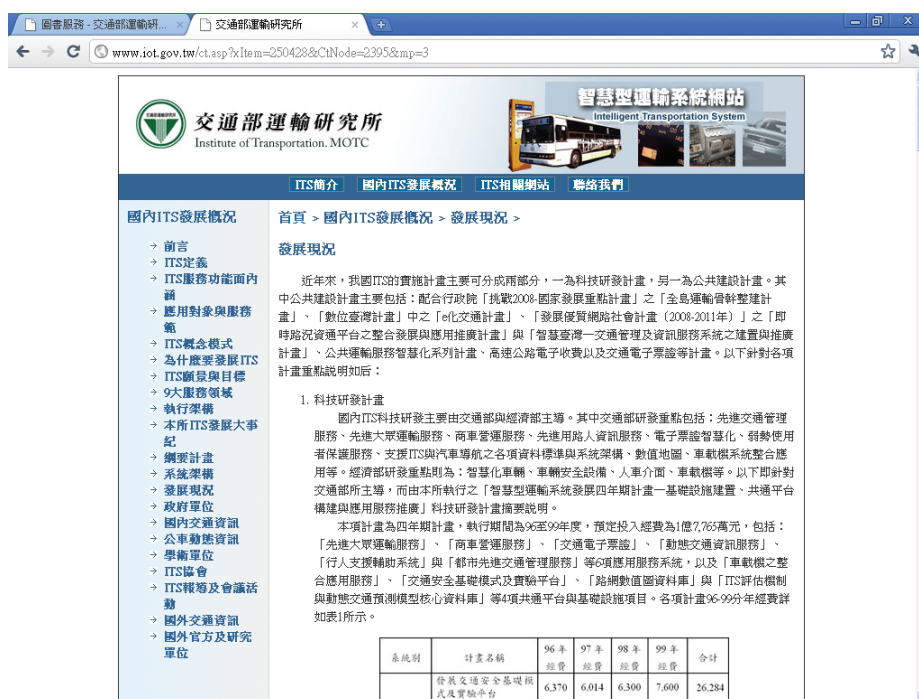 圖書服務 - 交通部運輸研...
交通部運輸研究所
www.iot.gov.tw/ct.asp?xItem=250428&CtNode=2395&mp=3
交通部運輸研究所
Institute of Transportation. MOTC
智慧型運輸系統網站
Intelligent Transportation System
ITS簡介 國內ITS發展概況 ITS相關網站 聯絡我們
國內ITS發展概況
前言
ITS定義
ITS服務功能面內
涵
應用對象與服務
範
ITS概念模式
為什麼要發展ITS
ITS願景與目標
9大服務領域
執行架構
本所ITS發展大事
紀
綱要計畫
系統架構
發展現況
政府單位
國內交通資訊
公車動態資訊
學術單位
ITS協會
ITS報導及會議活
動
國外交通資訊
國外官方及研究
單位
首頁 > 國內ITS發展概況 > 發展現況 >
發展現況
近年來，我國ITS的實施計畫主要可分成兩部分，一為科技研發計畫，另一為公共建設計畫。其
中公共建設計畫主要包括：配合行政院「挑戰2008-國家發展重點計畫」之「全島運輸骨幹整建計
畫」、「數位臺灣計畫」中之「e化交通計畫」、「發展優質網路社會計畫（2008-2011年）」之「即
時路況資通平台之整合發展與應用推廣計畫」與「智慧臺灣一交通管理及資訊服務系統之建置與推廣
計畫」、公共運輸服務智慧化系列計畫、高速公路電子收費以及交通電子票證等計畫。以下針對各項
計畫重點說明如后：
1. 科技研發計畫
國內ITS科技研發主要由交通部與經濟部主導。其中交通部研發重點包括：先進交通管理
服務、先進大眾運輸服務、商車營運服務、先進用路人資訊服務、電子票證智慧化、弱勢使用
者保護服務、支援ITS與汽車導航之各項資料標準與系統架構、數值地圖、車載機系統整合應
用等。經濟部研發重點則為：智慧化車輛、車輛安全設備、人車介面、車載機等。以下即針對
交通部所主導，而由本所執行之「智慧型運輸系統發展四年期計畫一基礎設施建置、共通平台
構建與應用服務推廣」科技研發計畫摘要說明。
本項計畫為四年期計畫，執行期間為96至99年度，預定投入經費為1億7,765萬元，包括：
「先進大眾運輸服務」、「商車營運服務」、「交通電子票證」、「動態交通資訊服務」、
「行人支援輔助系統」與「都市先進交通管理服務」等6項應用服務系統，以及「車載機之整
合應用服務」、「交通安全基礎模式及實驗平台」、「路網數值圖資料庫」與「ITS評估機制
與動態交通預測模型核心資料庫」等4項共通平台與基礎設施項目。各項計畫96-99分年經費詳
如表1所示。
系統別 計畫名稱 96 年 經費 97 年 經費 98 年 經費 99 年 經費 合計
發展交通安全基礎模
式及實驗平台 6,370 6,014 6,300 7,600 26,284